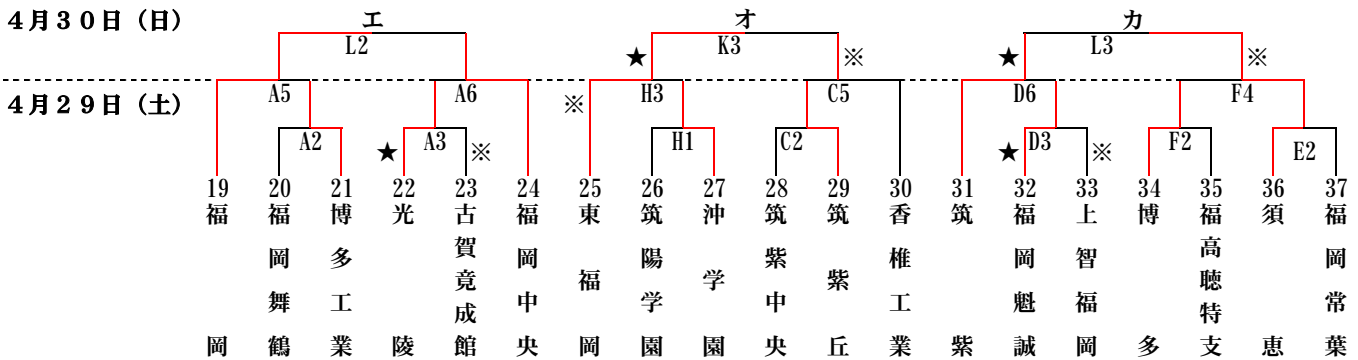 4月30日（日）
エ オ カ
L2 K3 L3
★ ※ ★ ※
4月29日（土）
A5 A6 ※ H3 C5 D6 F4
A2 ★ A3 ※ H1 C2 ★ D3 ※ F2 E2
19 20 21 22 23 24 25 26 27 28 29 30 31 32 33 34 35 36 37
福岡
福岡舞鶴
博多工業
光陵
古賀竟成館
福岡中央
東福岡
筑陽学園
沖学園
筑紫中央
筑紫丘
香椎工業
筑紫
福岡魁誠
上智福岡
博多
福高聴特支
須恵
福岡常葉